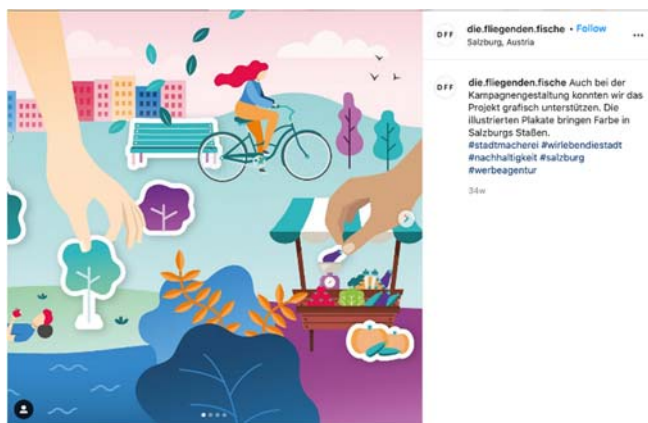 DFF
die.fliegenden.fische • Follow
Salzburg, Austria
DFF
die.fliegenden.fische Auch bei der
Kampagnengestaltung konnten wir das
Projekt grafisch unterstützen. Die
illustrierten Plakate bringen Farbe in
Salzburgs Staßen.
#stadtmacherei #wirlebendiestadt
#nachhaltigkeit #salzburg
#werbeagentur
34w